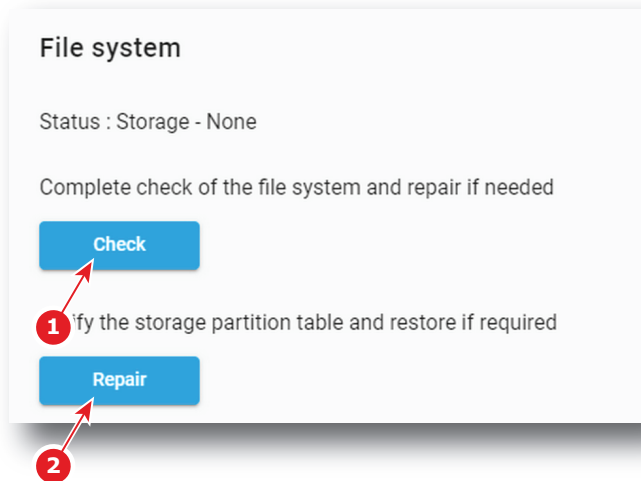 File system
Status : Storage - None
Complete check of the file system and repair if needed
Check
1
the storage partition table and restore if required
Repair
2